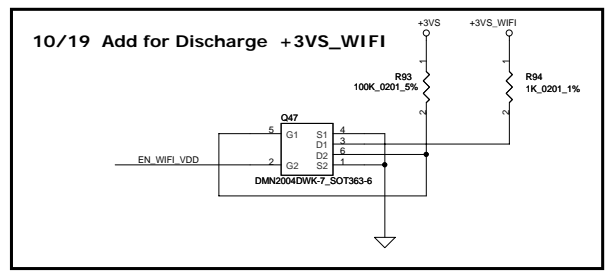 10/19 Add for Discharge +3VS_WIFI
+3VS
+3VS_WIFI
1
1
R93
100K_0201_5%
R94
1K_0201_1%
2
2
Q47
5
G1
S1
4
D1
3
D2
6
EN_WIFI_VDD
2
G2
S2
1
DMN2004DWK-7_SOT363-6